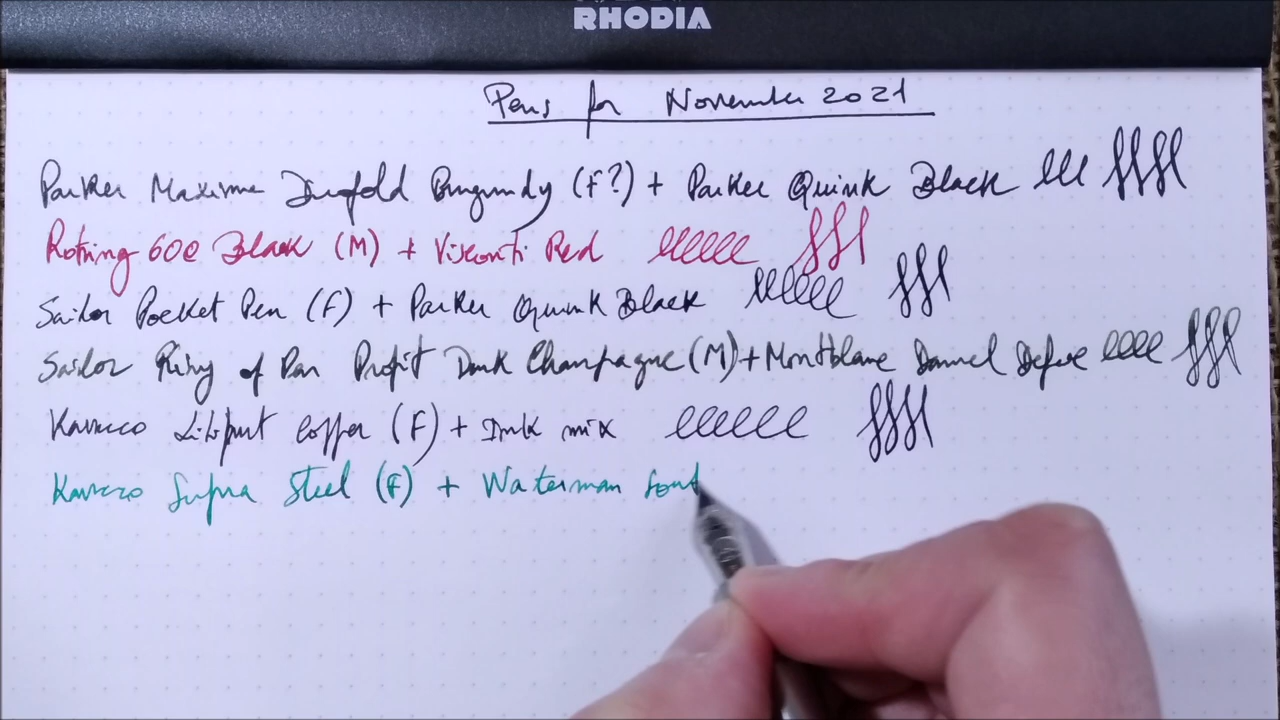 RHODIA
Pens for November 2021
Parker Maxima Duofold Burgundy (F?) + Parker Quink Black
Rotring 600 Black (M) + Visconti Red
Sailor Pocket Pen (F) + Parker Quink Black
Sailor King of Pen Profit Dark Champagne (M) + Montblanc Daniel Defoe
Kaweco Liliput Copper (F) + Ink mix
Kaweco Supra Steel (F) + Waterman